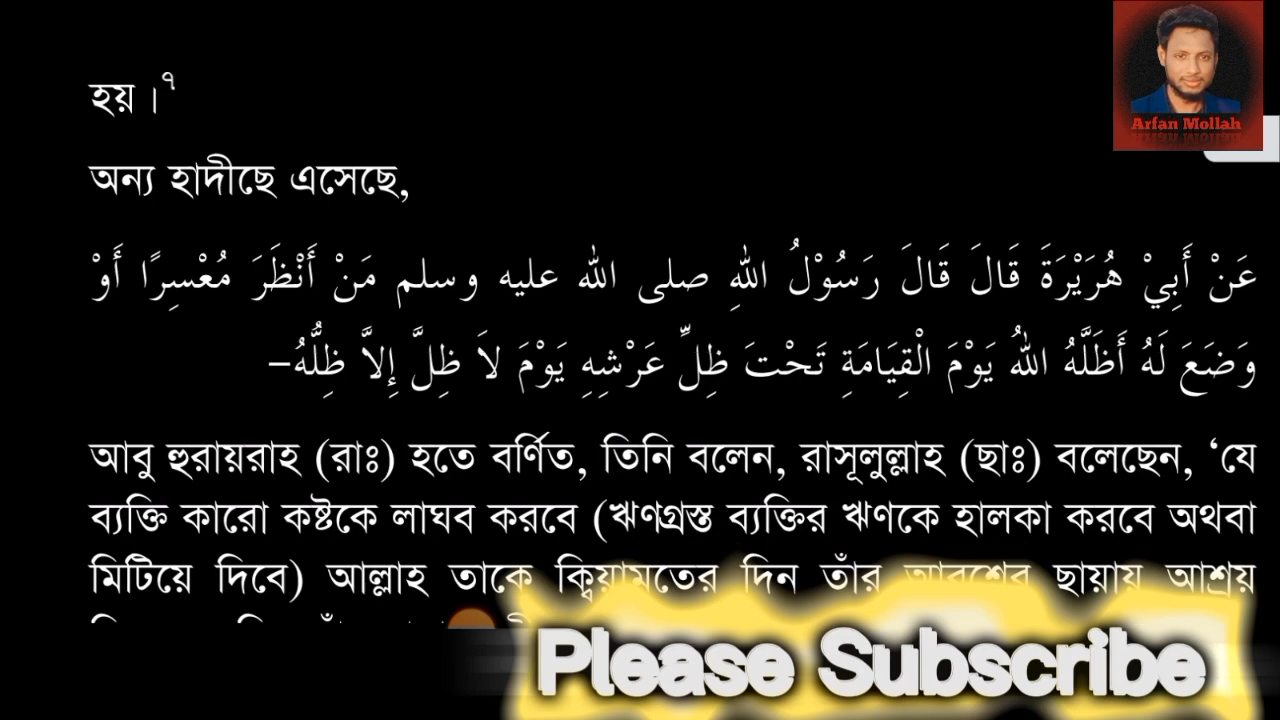 Arfan Mollah
হয়।৭
অন্য হাদীছে এসেছে,
عَنْ أَبِيْ هُرَيْرَةَ قَالَ قَالَ رَسُوْلُ اللهِ صلى الله عليه وسلم مَنْ أَنْظَرَ مُعْسِرًا أَوْ
وَضَعَ لَهُ أَظَلَّهُ اللهُ يَوْمَ الْقِيَامَةِ تَحْتَ ظِلِّ عَرْشِهِ يَوْمَ لاَ ظِلَّ إِلاَّ ظِلُّهُ-
আবু হুরায়রাহ (রাঃ) হতে বর্ণিত, তিনি বলেন, রাসূলুল্লাহ (ছাঃ) বলেছেন, ‘যে
ব্যক্তি কারো কষ্টকে লাঘব করবে (ঋণগ্রস্ত ব্যক্তির ঋণকে হালকা করবে অথবা
মিটিয়ে দিবে) আল্লাহ তাকে ক্বিয়ামতের দিন তাঁর আরশের ছায়ায় আশ্রয়
Please Subscribe